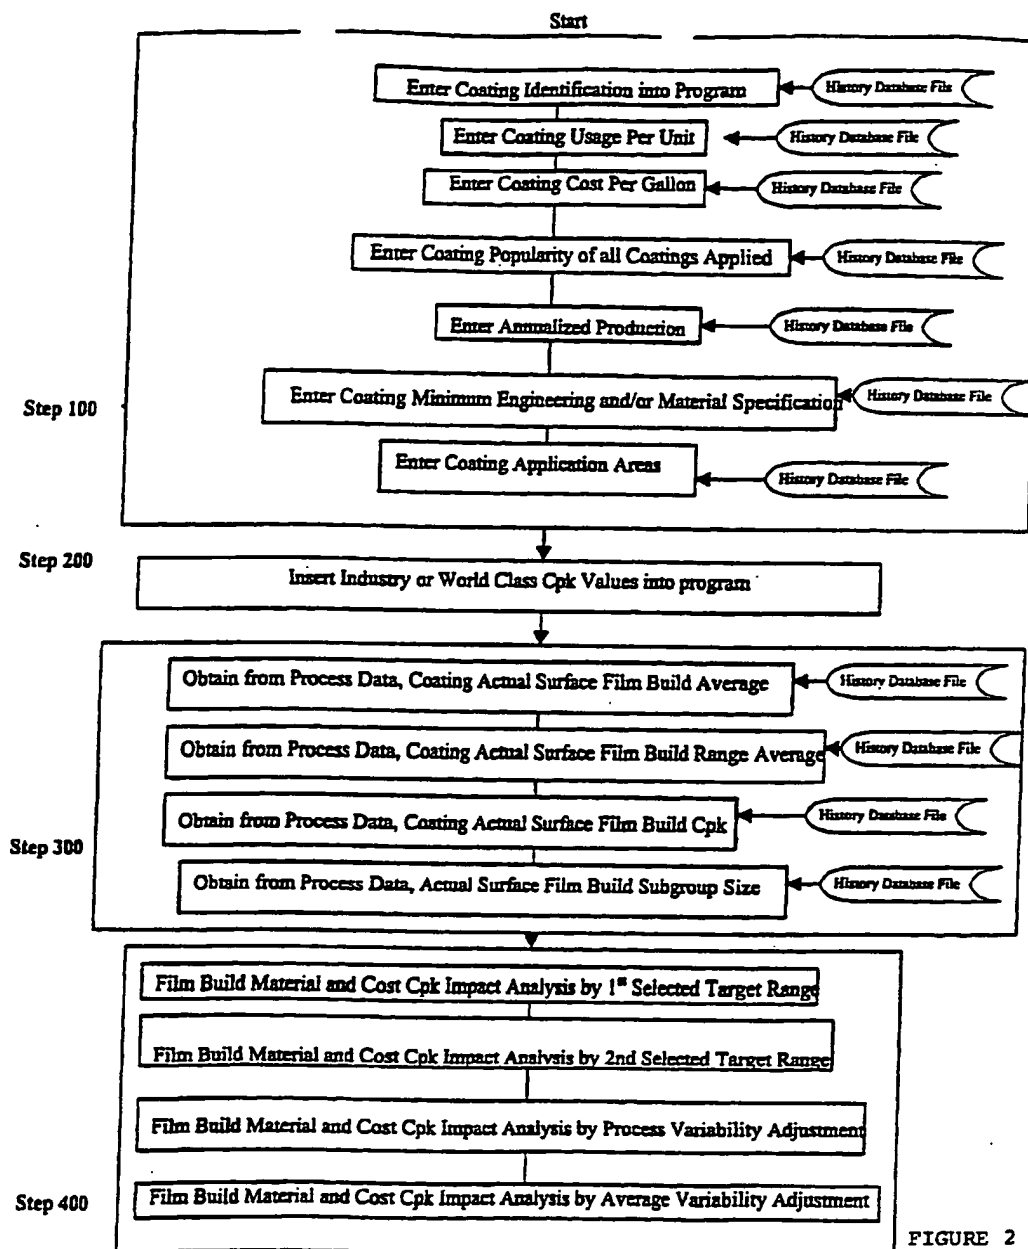 Start
Enter Coating Identification into Program
History Database File
Enter Coating Usage Per Unit
History Database File
Enter Coating Cost Per Gallon
History Database File
Enter Coating Popularity of all Coatings Applied
History Database File
Enter Annualized Production
History Database File
Step 100
Enter Coating Minimum Engineering and/or Material Specification
History Database File
Enter Coating Application Areas
History Database File
Step 200
Insert Industry or World Class Cpk Values into program
Obtain from Process Data, Coating Actual Surface Film Build Average
History Database File
Obtain from Process Data, Coating Actual Surface Film Build Range Average
History Database File
Step 300
Obtain from Process Data, Coating Actual Surface Film Build Cpk
History Database File
Obtain from Process Data, Actual Surface Film Build Subgroup Size
History Database File
Film Build Material and Cost Cpk Impact Analysis by 1st Selected Target Range
Film Build Material and Cost Cpk Impact Analysis by 2nd Selected Target Range
Film Build Material and Cost Cpk Impact Analysis by Process Variability Adjustment
Step 400
Film Build Material and Cost Cpk Impact Analysis by Average Variability Adjustment
FIGURE 2